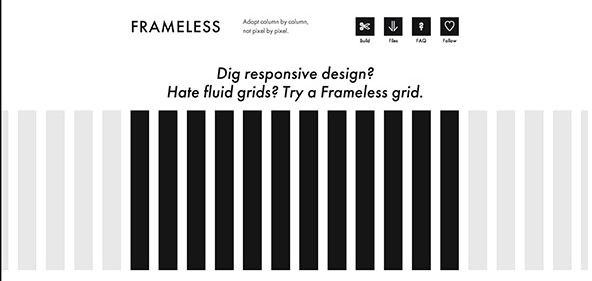 FRAMELESS
Adapt column by column,
not pixel by pixel.
Build
Files
FAQ
Follow
Dig responsive design?
Hate fluid grids? Try a Frameless grid.